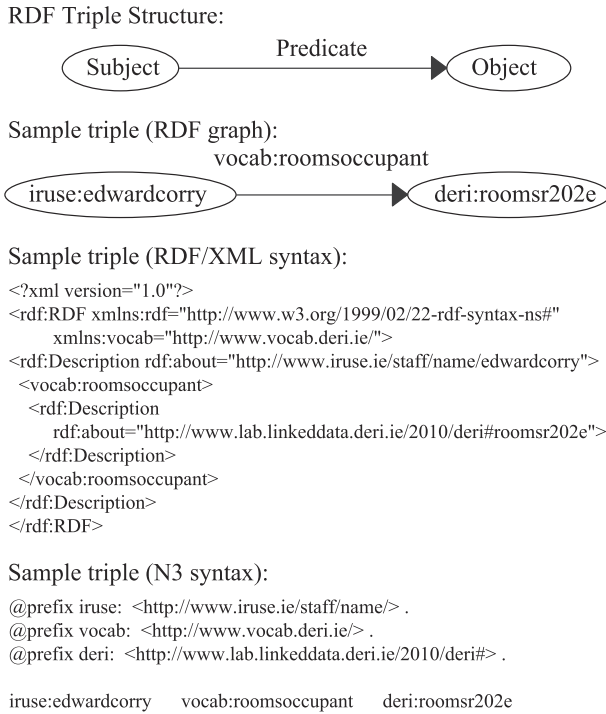 RDF Triple Structure:
Predicate
Subject
Object
Sample triple (RDF graph):
vocab:roomsoccupant
iruse:edwardcorry
deri:roomsr202e
Sample triple (RDF/XML syntax):
<?xml version="1.0"?>
<rdf:RDF xmlns:rdf="http://www.w3.org/1999/02/22-rdf-syntax-ns#"
xmlns:vocab="http://www.vocab.deri.ie/">
<rdf:Description rdf:about="http://www.iruse.ie/staff/name/edwardcorry">
<vocab:roomsoccupant>
<rdf:Description
rdf:about="http://www.lab.linkeddata.deri.ie/2010/deri#roomsr202e">
</rdf:Description>
</vocab:roomsoccupant>
</rdf:Description>
</rdf:RDF>
Sample triple (N3 syntax):
@prefix iruse: <http://www.iruse.ie/staff/name/> .
@prefix vocab: <http://www.vocab.deri.ie/> .
@prefix deri: <http://www.lab.linkeddata.deri.ie/2010/deri#> .
iruse:edwardcorry vocab:roomsoccupant deri:roomsr202e